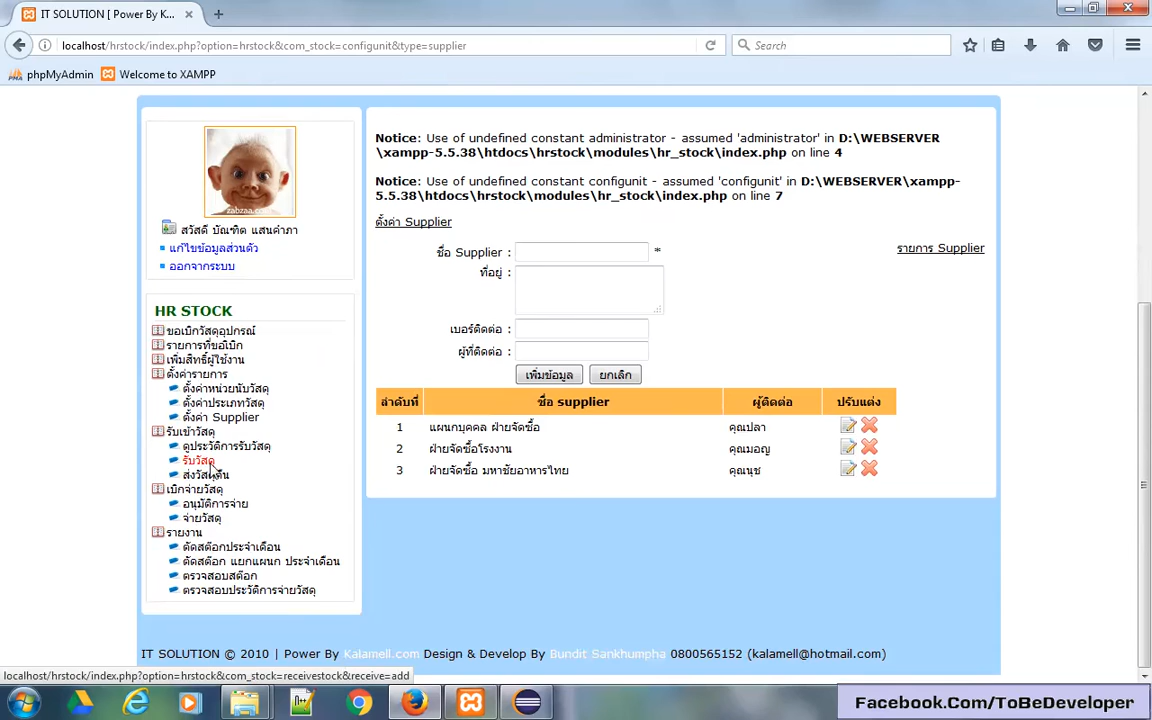 IT SOLUTION [ Power By K...
localhost/hrstock/index.php?option=hrstock&com_stock=configunit&type=supplier
Search
phpMyAdmin
Welcome to XAMPP
zabzaa.com
สวัสดี บัณฑิต แสนคำภา
แก้ไขข้อมูลส่วนตัว
ออกจากระบบ
HR STOCK
ขอเบิกวัสดุอุปกรณ์
รายการที่ขอเบิก
เพิ่มสิทธิ์ผู้ใช้งาน
ตั้งค่ารายการ
ตั้งค่าหน่วยนับวัสดุ
ตั้งค่าประเภทวัสดุ
ตั้งค่า Supplier
รับเข้าวัสดุ
ดูประวัติการรับวัสดุ
รับวัสดุ
ส่งวัสดุคืน
เบิกจ่ายวัสดุ
อนุมัติการจ่าย
จ่ายวัสดุ
รายงาน
ตัดสต๊อกประจำเดือน
ตัดสต๊อก แยกแผนก ประจำเดือน
ตรวจสอบสต๊อก
ตรวจสอบประวัติการจ่ายวัสดุ
Notice: Use of undefined constant administrator - assumed 'administrator' in D:\WEBSERVER
\xampp-5.5.38\htdocs\hrstock\modules\hr_stock\index.php on line 4
Notice: Use of undefined constant configunit - assumed 'configunit' in D:\WEBSERVER\xampp-
5.5.38\htdocs\hrstock\modules\hr_stock\index.php on line 7
ตั้งค่า Supplier
ชื่อ Supplier : *
รายการ Supplier
ที่อยู่ :
เบอร์ติดต่อ :
ผู้ที่ติดต่อ :
เพิ่มข้อมูล ยกเลิก
ลำดับที่ ชื่อ supplier ผู้ติดต่อ ปรับแต่ง
1 แผนกบุคคล ฝ่ายจัดซื้อ คุณปลา
2 ฝ่ายจัดซื้อโรงงาน คุณมอญ
3 ฝ่ายจัดซื้อ มหาชัยอาหารไทย คุณนุช
IT SOLUTION © 2010 | Power By Kalamell.com Design & Develop By Bundit Sankhumpha 0800565152 (kalamell@hotmail.com)
localhost/hrstock/index.php?option=hrstock&com_stock=receivestock&receive=add
Facebook.Com/ToBeDeveloper